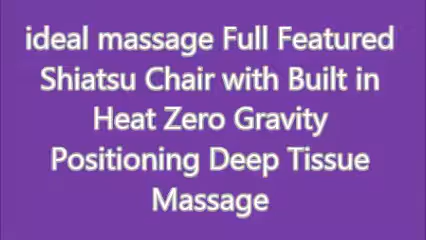 ideal massage Full Featured
Shiatsu Chair with Built in
Heat Zero Gravity
Positioning Deep Tissue
Massage